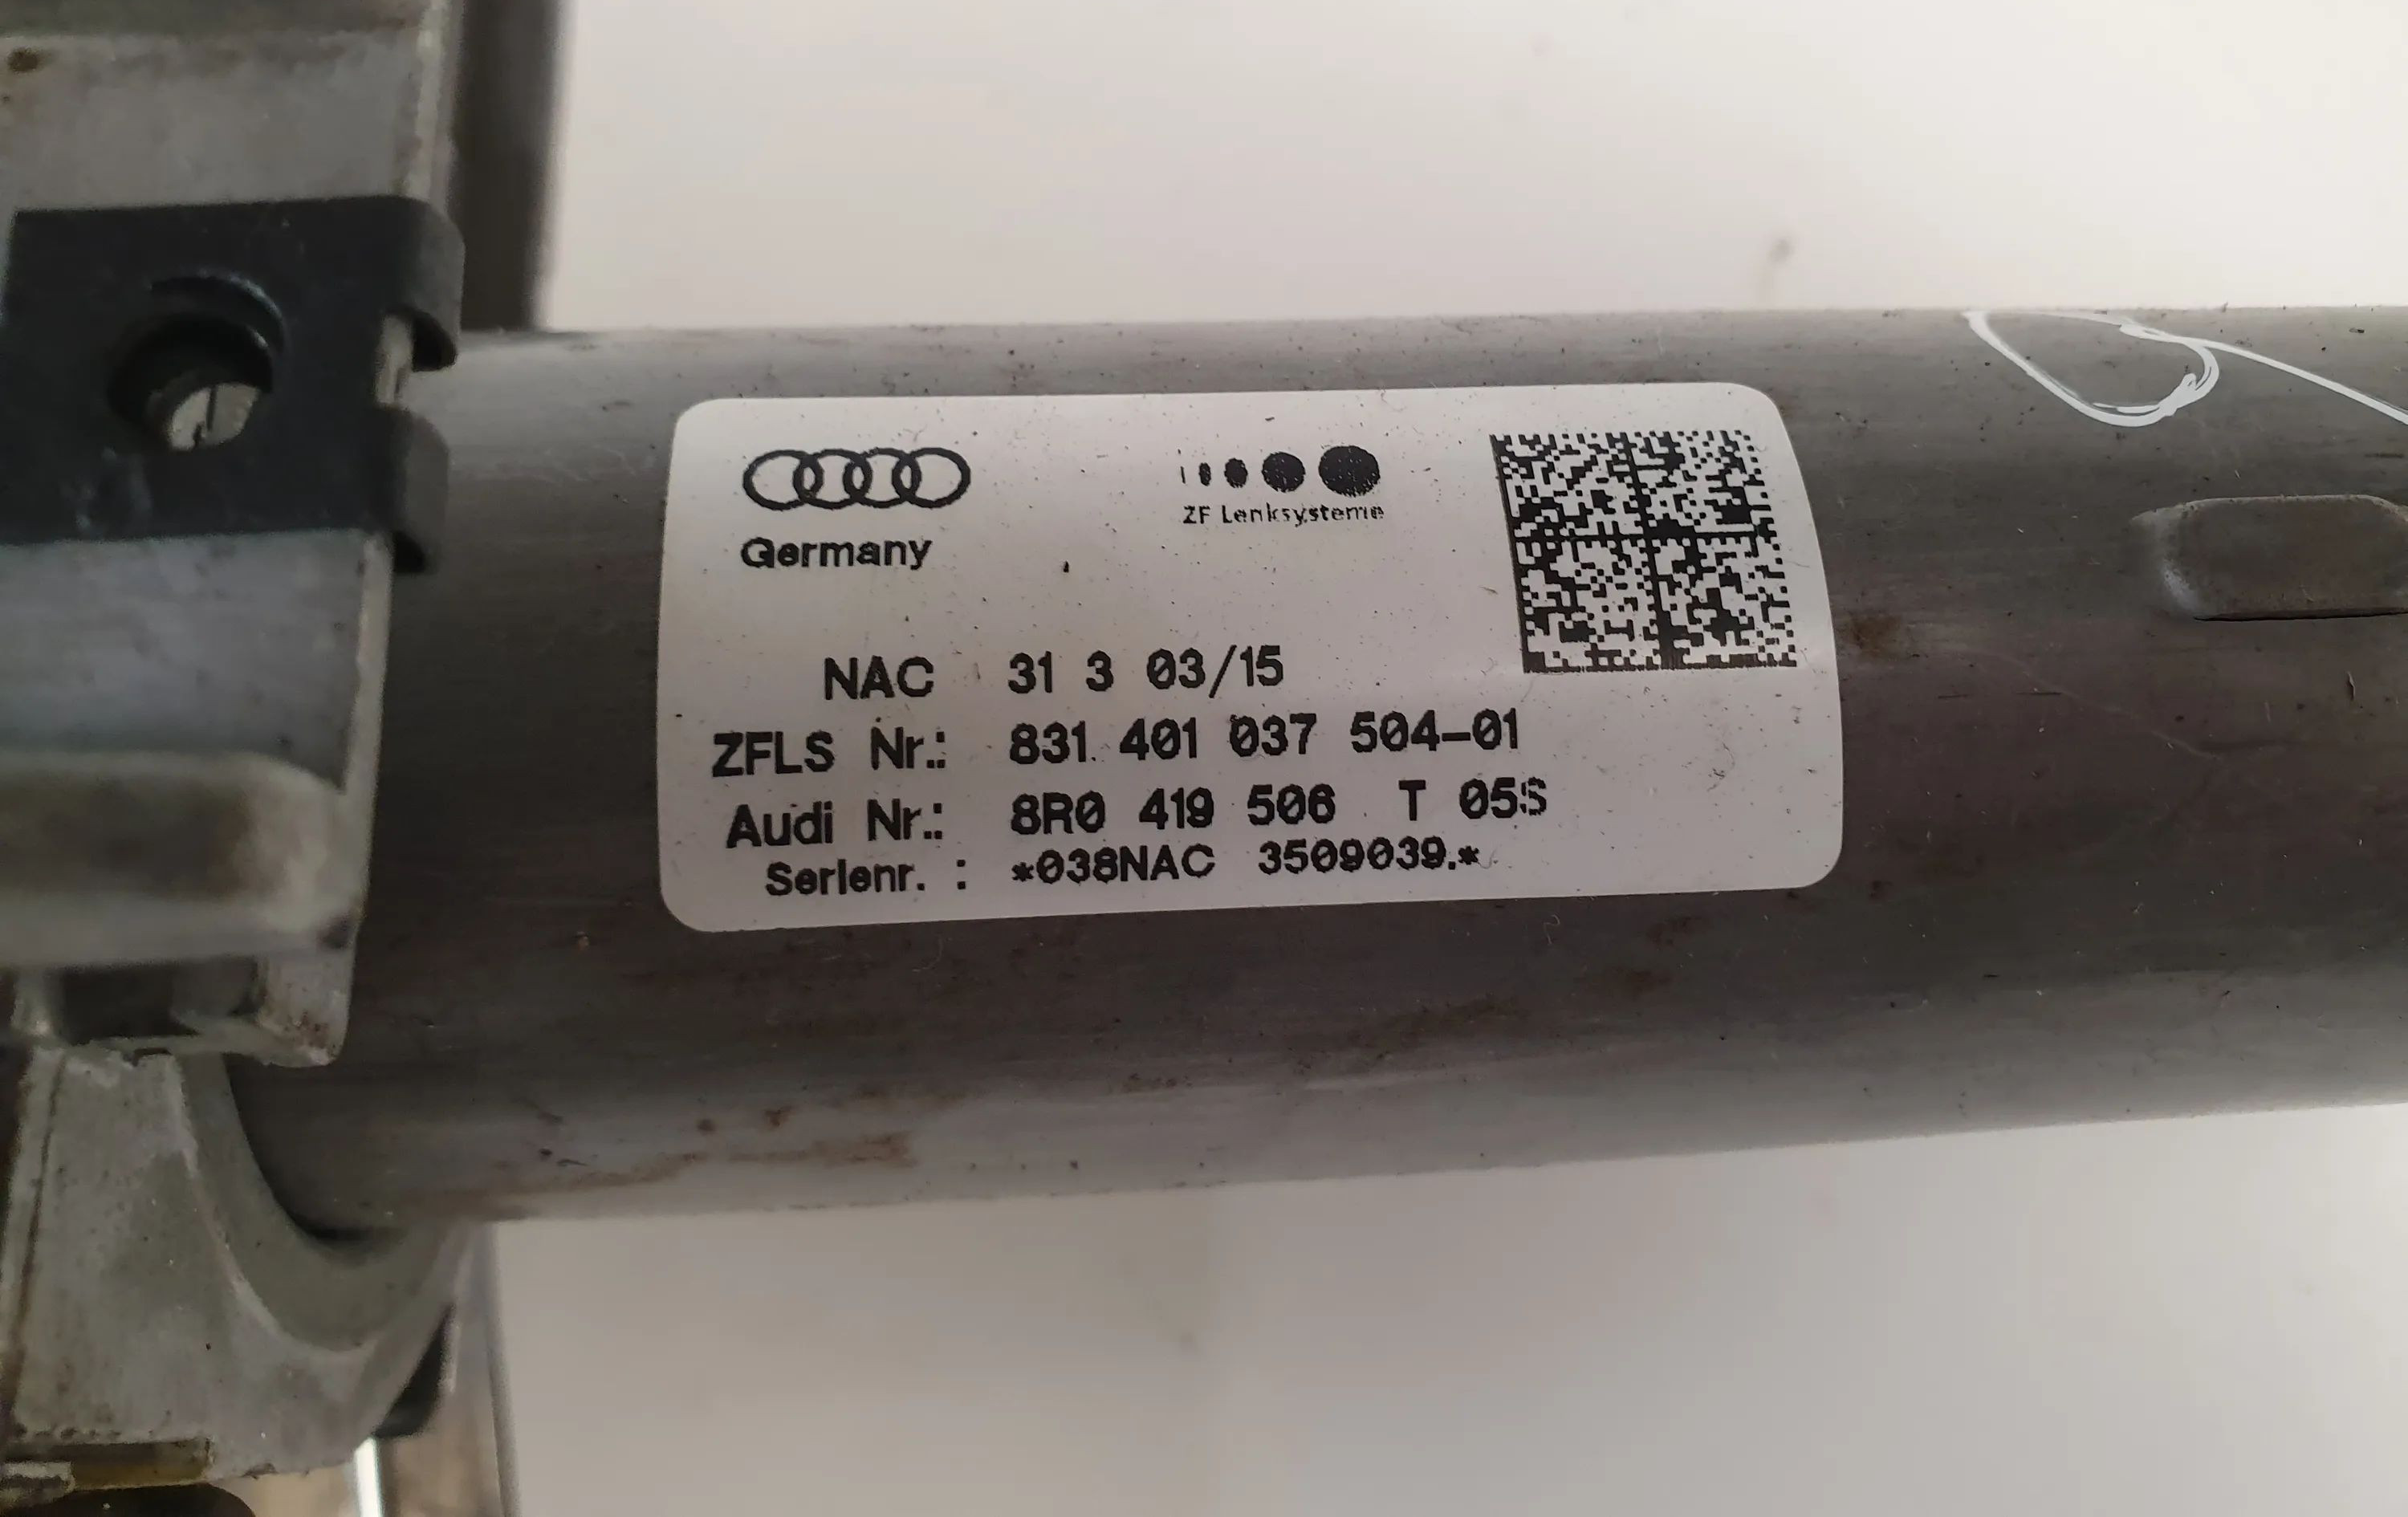 Germany
ZF Lenksysteme
NAC 31 3 03/15
ZFLS Nr.: 831 401 037 504-01
Audi Nr.: 8R0 419 506 T 05S
Serienr. : *038NAC 3509039.*